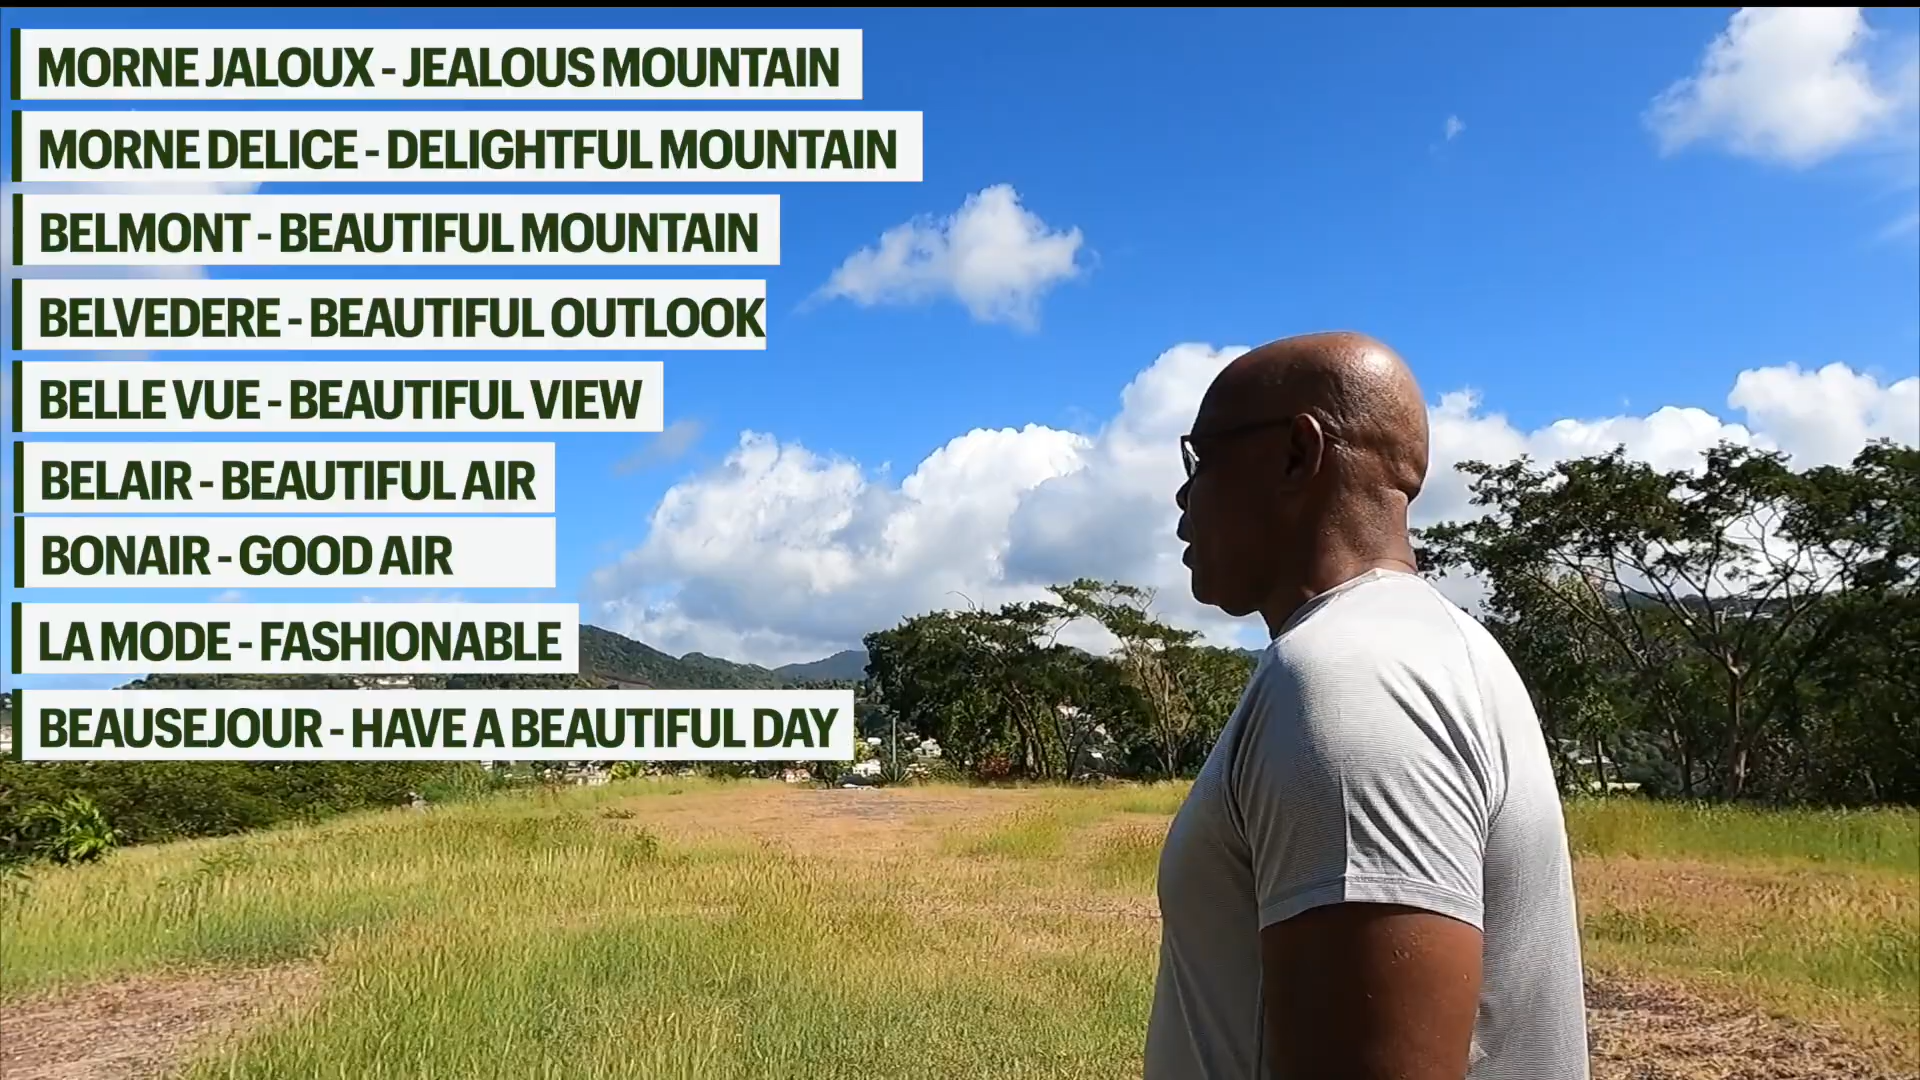 MORNE JALOUX - JEALOUS MOUNTAIN
MORNE DELICE - DELIGHTFUL MOUNTAIN
BELMONT - BEAUTIFUL MOUNTAIN
BELVEDERE - BEAUTIFUL OUTLOOK
BELLE VUE - BEAUTIFUL VIEW
BELAIR - BEAUTIFUL AIR
BONAIR - GOOD AIR
LA MODE - FASHIONABLE
BEAUSEJOUR - HAVE A BEAUTIFUL DAY